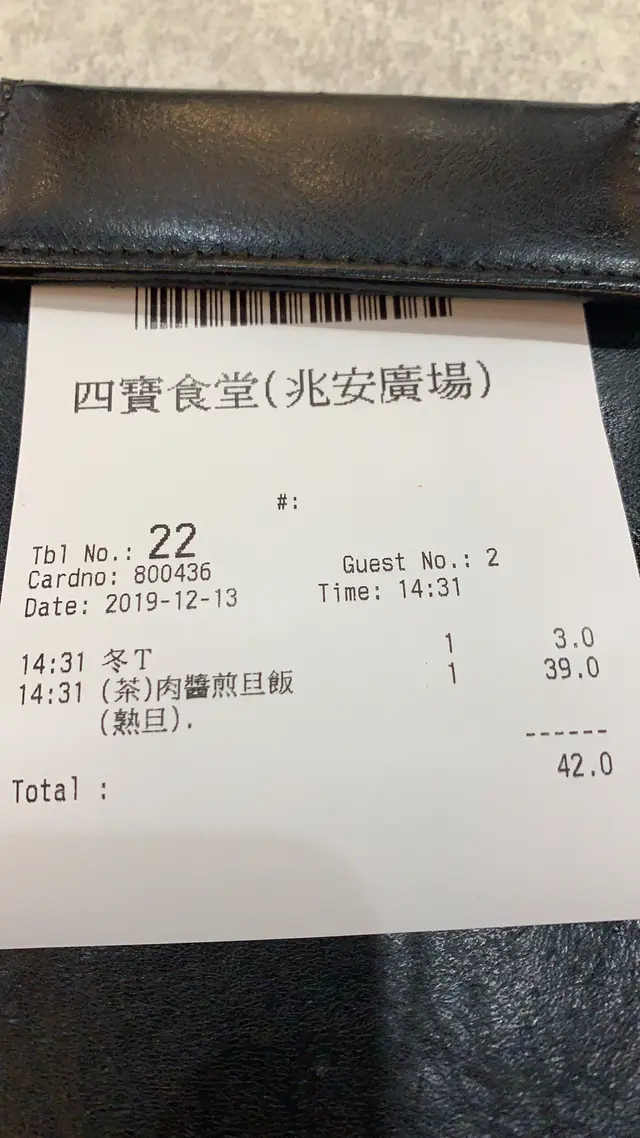 四寶食堂(兆安廣場)
#:
Tbl No.: 22
Guest No.: 2
Cardno: 800436
Date: 2019-12-13 Time: 14:31
14:31 冬T 1 3.0
14:31 (茶)肉醬煎旦飯 1 39.0
(熟旦).
------
Total : 42.0